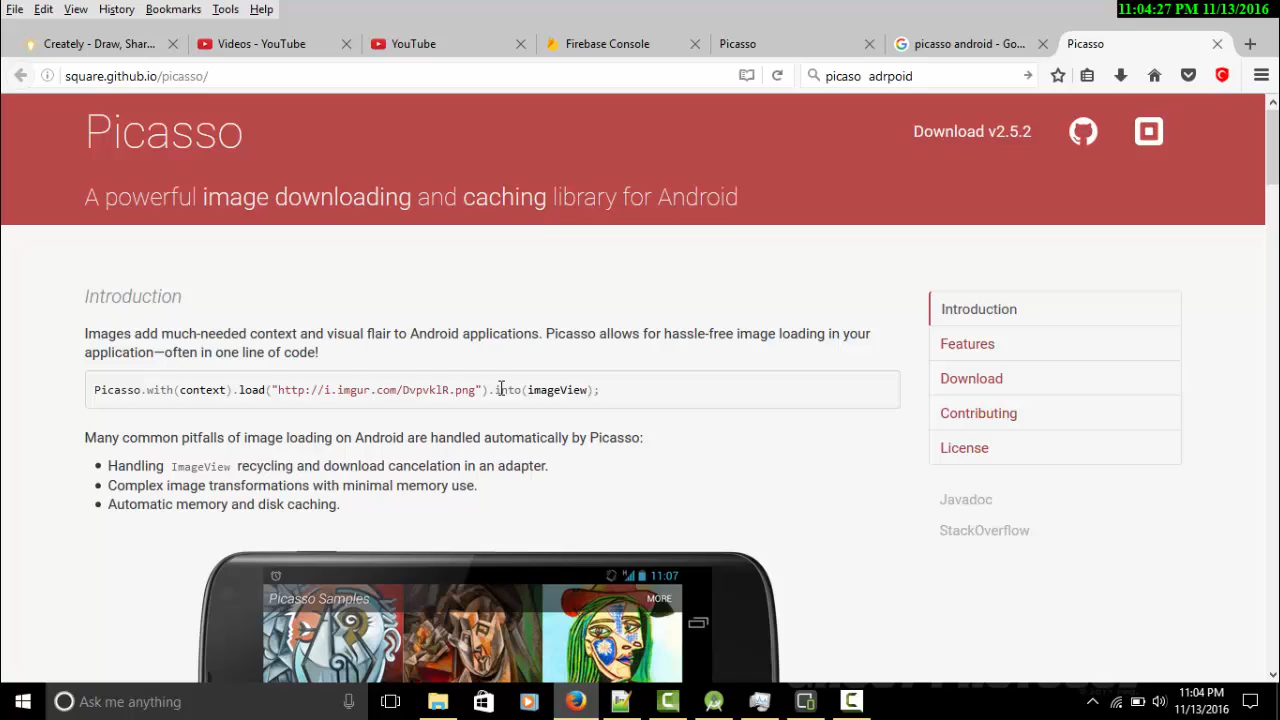 File Edit View History Bookmarks Tools Help
11:04:27 PM 11/13/2016
Creately - Draw, Shar...
Videos - YouTube
YouTube
Firebase Console
Picasso
picasso android - Go...
Picasso
square.github.io/picasso/
picaso adrpoid
Picasso
Download v2.5.2
A powerful image downloading and caching library for Android
Introduction
Images add much-needed context and visual flair to Android applications. Picasso allows for hassle-free image loading in your
application—often in one line of code!
Picasso.with(context).load("http://i.imgur.com/DvpvklR.png").into(imageView);
Many common pitfalls of image loading on Android are handled automatically by Picasso:
Handling ImageView recycling and download cancelation in an adapter.
Complex image transformations with minimal memory use.
Automatic memory and disk caching.
Introduction
Features
Download
Contributing
License
Javadoc
StackOverflow
11:07
Picasso Samples
MORE
Ask me anything
11:04 PM
11/13/2016